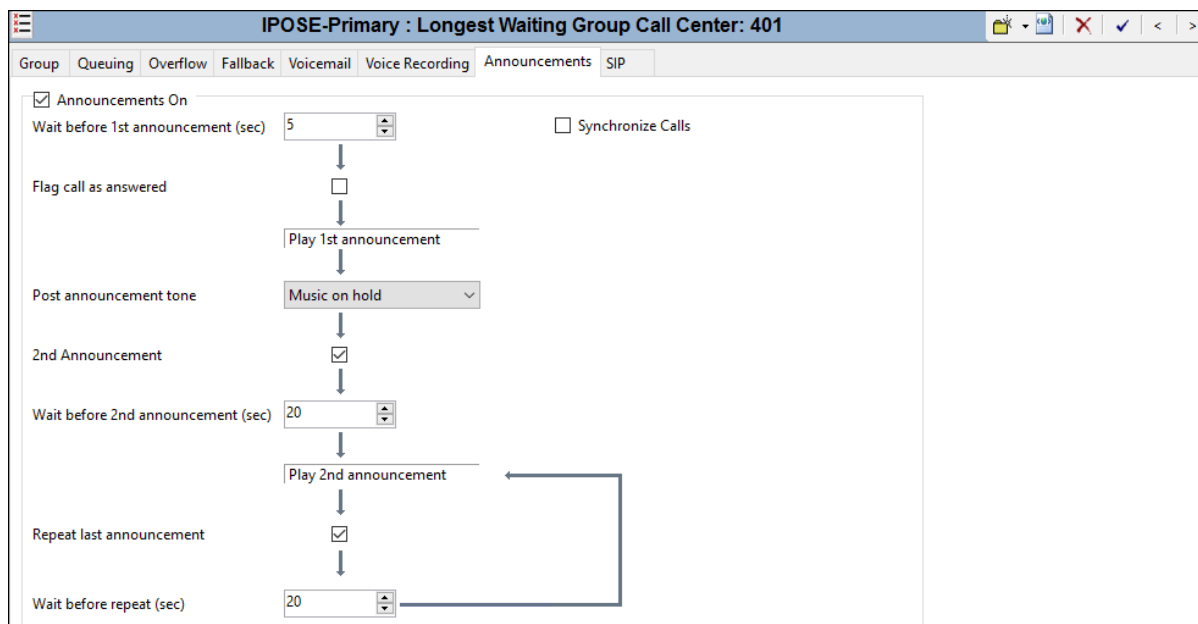 IPOSE-Primary : Longest Waiting Group Call Center: 401
Group Queuing Overflow Fallback Voicemail Voice Recording Announcements SIP
Announcements On
Wait before 1st announcement (sec) 5 Synchronize Calls
Flag call as answered
Play 1st announcement
Post announcement tone Music on hold
2nd Announcement
Wait before 2nd announcement (sec) 20
Play 2nd announcement
Repeat last announcement
Wait before repeat (sec) 20